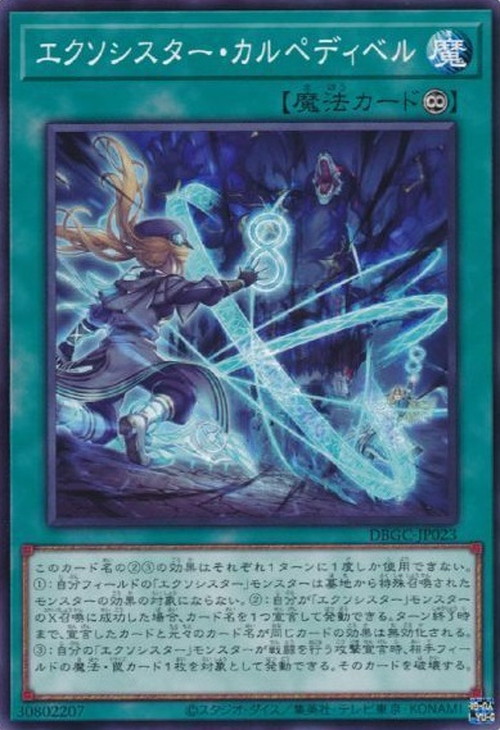 エクソシスター・カルペディベル
魔
【魔法カード】
DBGC-JP023
このカード名の②③の効果はそれぞれ1ターンに1度しか使用できない。
①：自分フィールドの「エクソシスター」モンスターは墓地から特殊召喚された
モンスターの効果の対象にならない。②：自分が「エクソシスター」モンスター
のX召喚に成功した場合、カード名を1つ宣言して発動できる。ターン終了時
まで、宣言したカードと元々のカード名が同じカードの効果は無効化される。
③：自分の「エクソシスター」モンスターが戦闘を行う攻撃宣言時、相手フィー
ルドの魔法・罠カード1枚を対象として発動できる。そのカードを破壊する。
30802207
©スタジオ・ダイス／集英社・テレビ東京・KONAMI